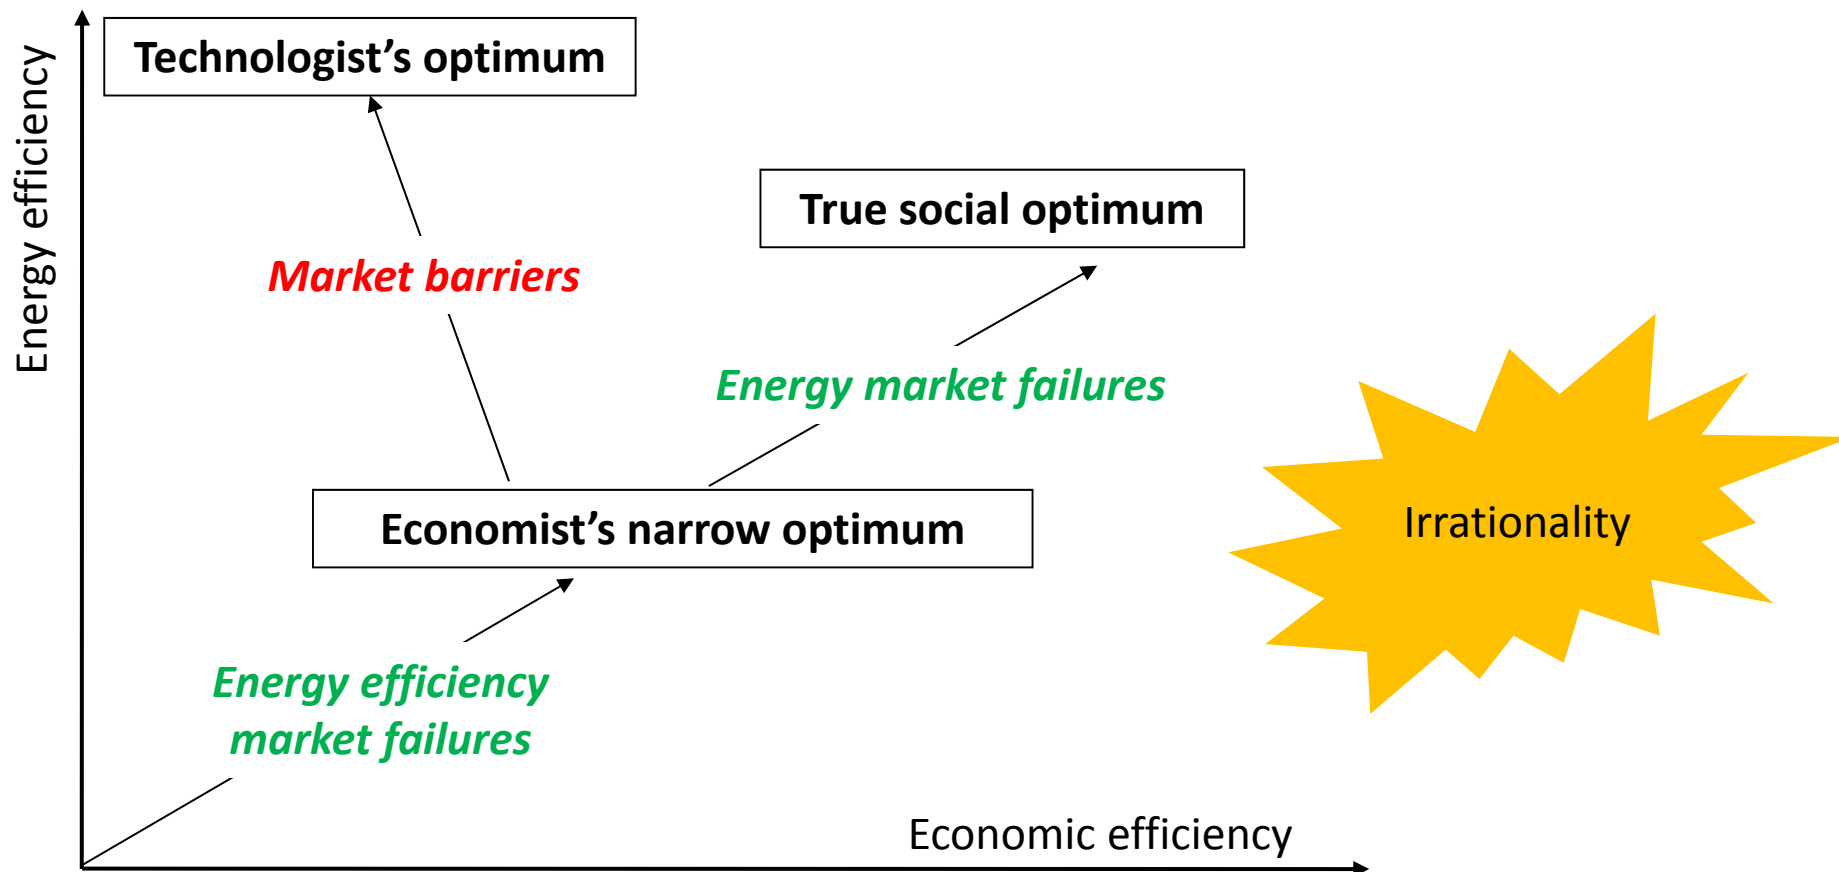 Technologist’s optimum
Energy efficiency
True social optimum
Market barriers
Energy market failures
Economist’s narrow optimum
Irrationality
Energy efficiency
market failures
Economic efficiency